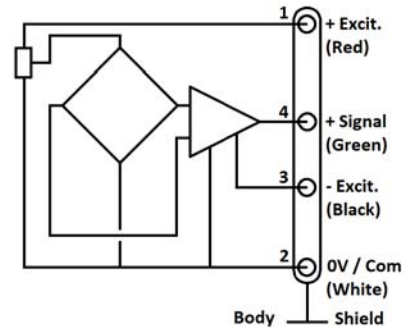 1 + Excit.
(Red)
4 + Signal
(Green)
3 - Excit.
(Black)
2 0V / Com
(White)
Body Shield